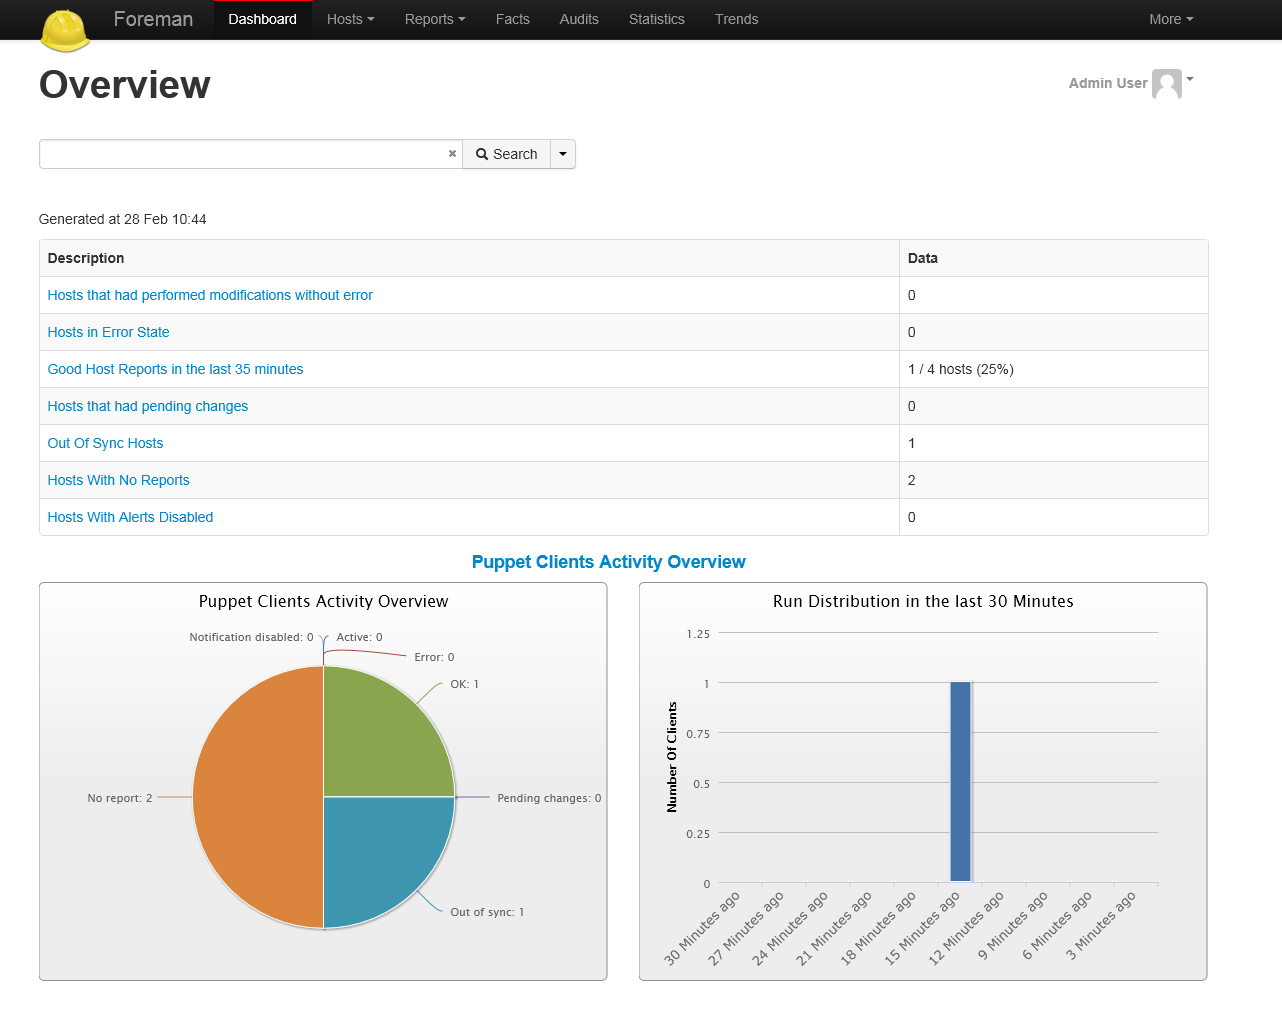 Foreman Dashboard Hosts Reports Facts Audits Statistics Trends More
Overview
Admin User
Search
Generated at 28 Feb 10:44
Description Data
Hosts that had performed modifications without error 0
Hosts in Error State 0
Good Host Reports in the last 35 minutes 1 / 4 hosts (25%)
Hosts that had pending changes 0
Out Of Sync Hosts 1
Hosts With No Reports 2
Hosts With Alerts Disabled 0
Puppet Clients Activity Overview
Puppet Clients Activity Overview
Notification disabled: 0
Active: 0
Error: 0
OK: 1
No report: 2
Pending changes: 0
Out of sync: 1
Run Distribution in the last 30 Minutes
Number Of Clients
1.25
1
0.75
0.5
0.25
0
30 Minutes ago
27 Minutes ago
24 Minutes ago
21 Minutes ago
18 Minutes ago
15 Minutes ago
12 Minutes ago
9 Minutes ago
6 Minutes ago
3 Minutes ago